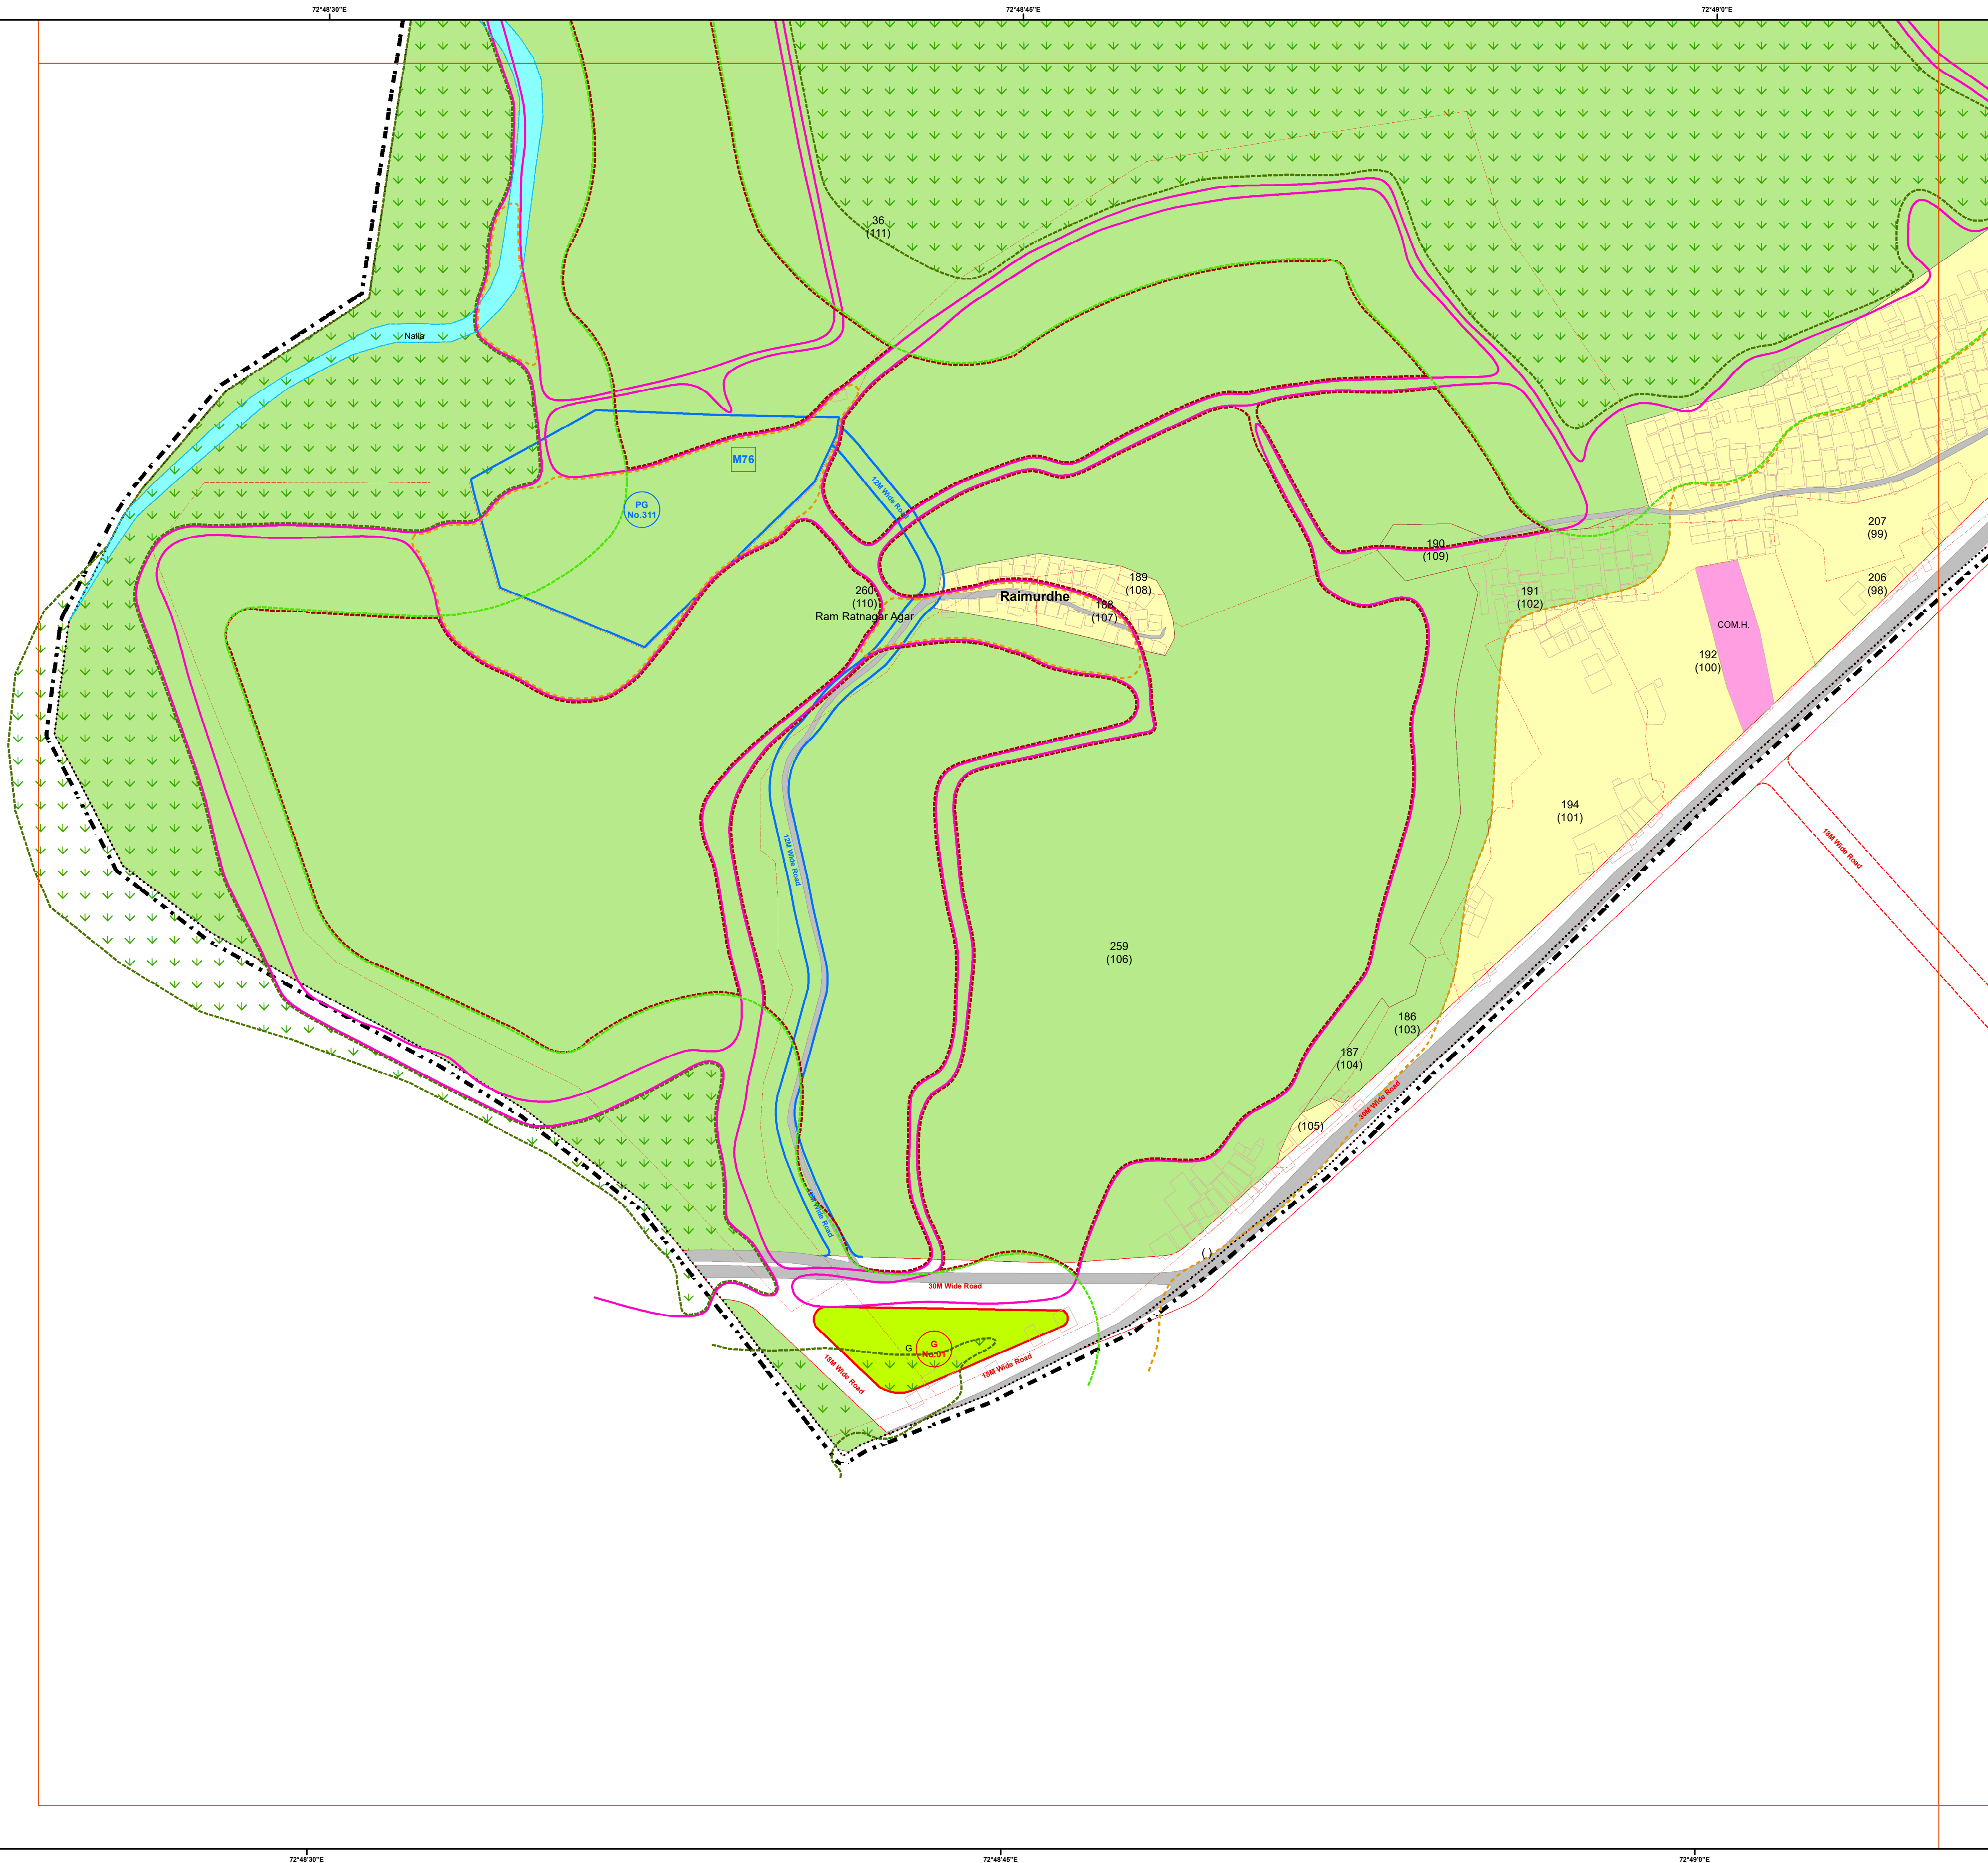 72°48'30"E
72°48'45"E
72°49'0"E
36
(111)
Nalla
M76
PG
No.311
12M Wide Road
190
(109)
207
(99)
206
(98)
189
(108)
191
(102)
260
(110)
Ram Ratnagar Agar
Raimurdhe
188
(107)
COM.H.
192
(100)
194
(101)
18M Wide Road
12M Wide Road
259
(106)
186
(103)
187
(104)
30M Wide Road
(105)
Wide Road
( )
30M Wide Road
G
G
No.01
18M Wide Road
18M Wide Road
72°48'30"E
72°48'45"E
72°49'0"E